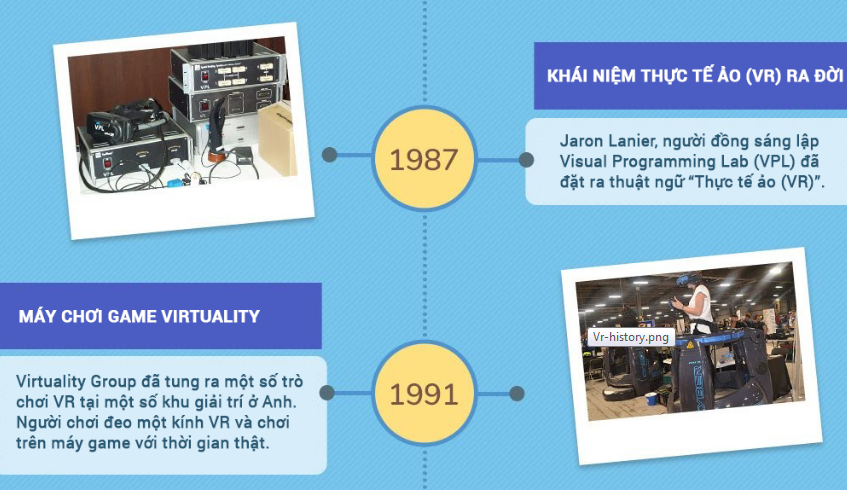 KHÁI NIỆM THỰC TẾ ẢO (VR) RA ĐỜI
1987
Jaron Lanier, người đồng sáng lập
Visual Programming Lab (VPL) đã
đặt ra thuật ngữ “Thực tế ảo (VR)”.
VPL
VPL
VPL
MÁY CHƠI GAME VIRTUALITY
Vr-history.png
1991
Virtuality Group đã tung ra một số trò
chơi VR tại một số khu giải trí ở Anh.
Người chơi đeo một kính VR và chơi
trên máy game với thời gian thật.